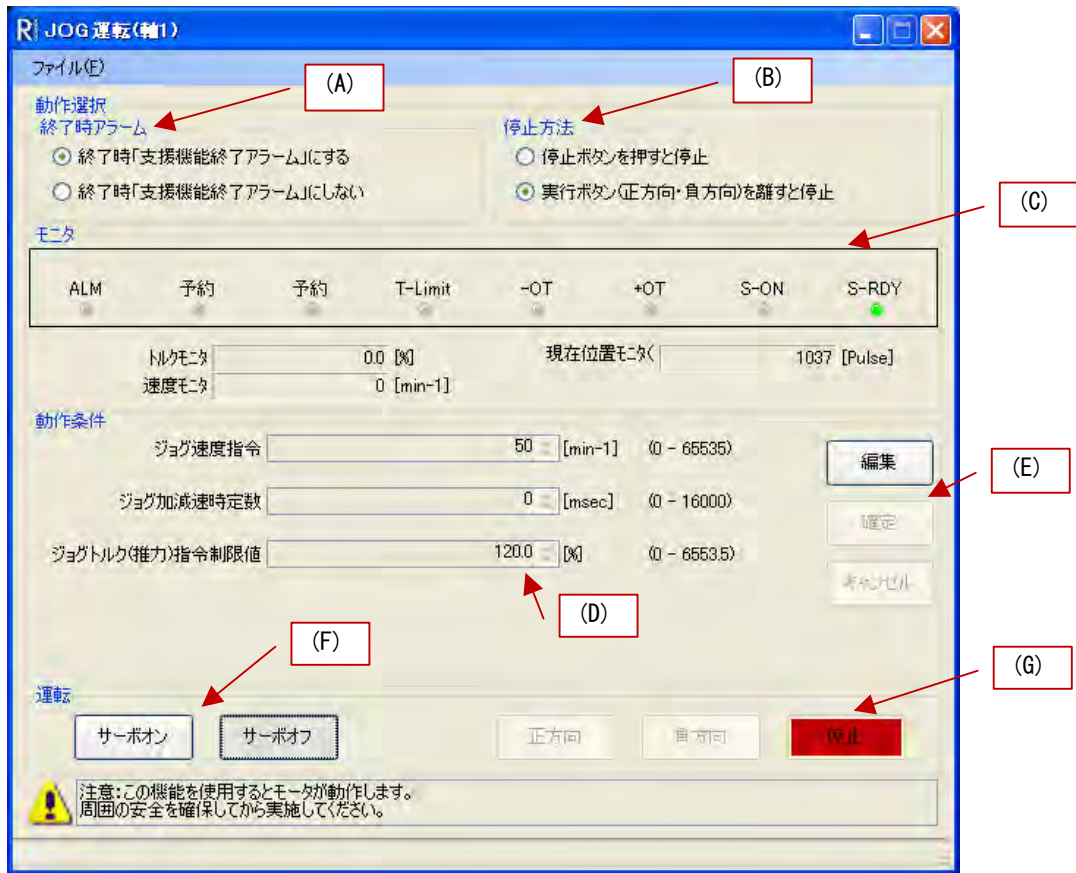 JOG運転(軸1)
ファイル(F)
(A)
(B)
動作選択
終了時アラーム
停止方法
終了時「支援機能終了アラーム」にする
停止ボタンを押すと停止
終了時「支援機能終了アラーム」にしない
実行ボタン(正方向・負方向)を離すと停止
(C)
モニタ
ALM 予約 予約 T-Limit -OT +OT S-ON S-RDY
トルクモニタ 0.0 [%] 現在位置モニタ( 1037 [Pulse]
速度モニタ 0 [min-1]
動作条件
ジョグ速度指令 50 [min-1] (0 - 65535)
編集
(E)
ジョグ加減速時定数 0 [msec] (0 - 16000)
確定
ジョグトルク(推力)指令制限値 120.0 [%] (0 - 6553.5)
キャンセル
(D)
(F)
(G)
運転
サーボオン サーボオフ 正方向 負方向 停止
注意:この機能を使用するとモータが動作します。
周囲の安全を確保してから実施してください。